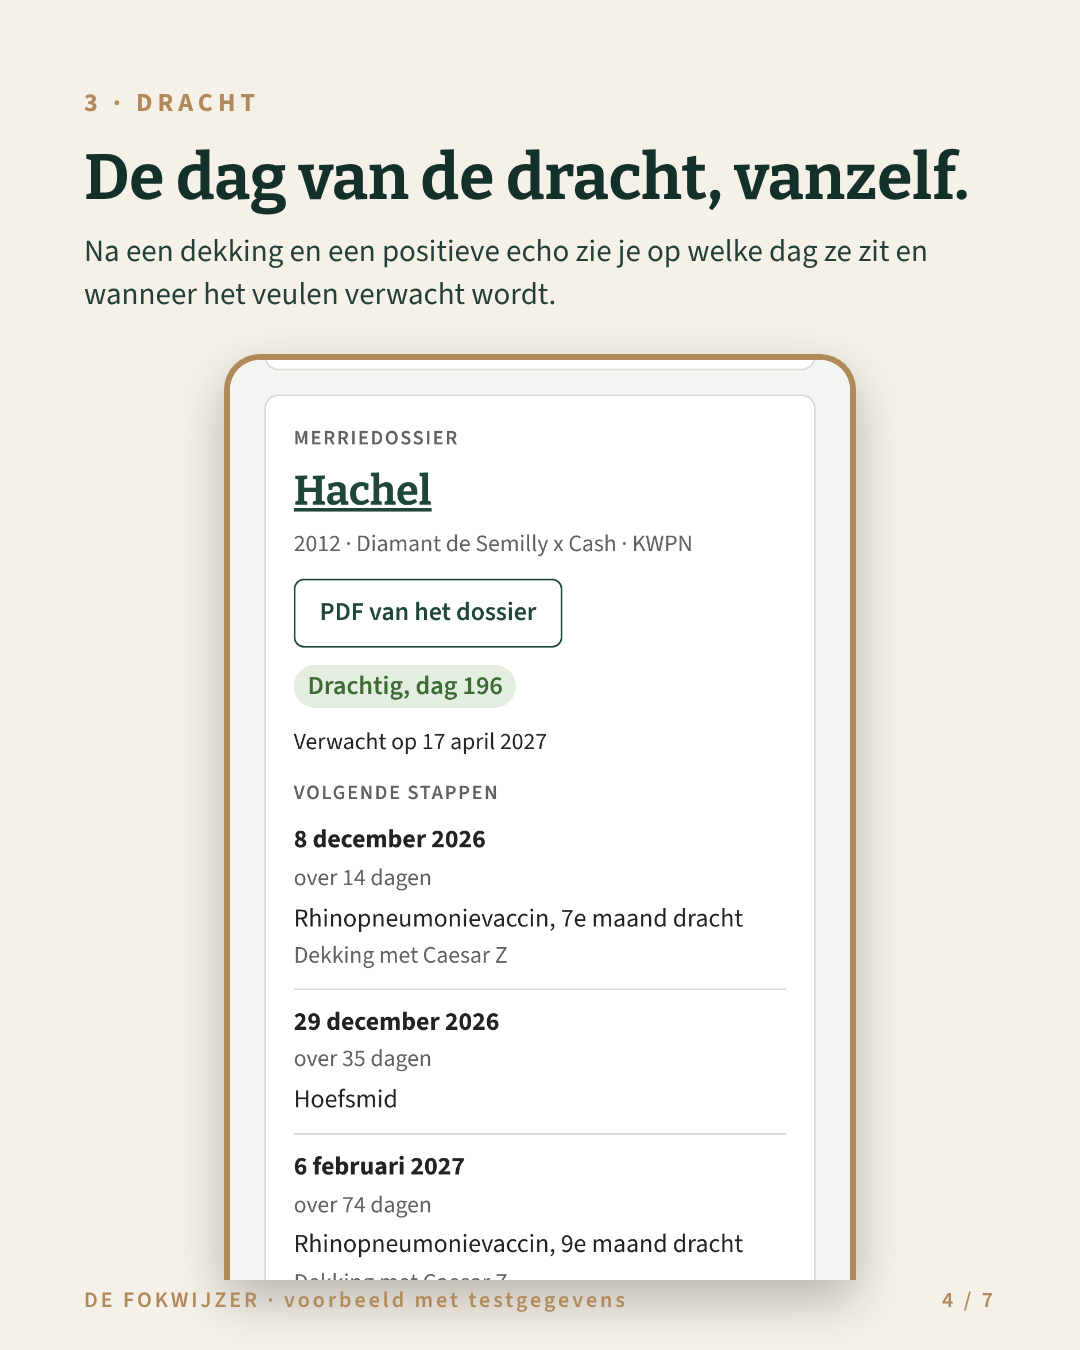 3 · DRACHT
De dag van de dracht, vanzelf.
Na een dekking en een positieve echo zie je op welke dag ze zit en
wanneer het veulen verwacht wordt.
MERRIEDOSSIER
Hachel
2012 · Diamant de Semilly x Cash · KWPN
PDF van het dossier
Drachtig, dag 196
Verwacht op 17 april 2027
VOLGENDE STAPPEN
8 december 2026
over 14 dagen
Rhinopneumonievaccin, 7e maand dracht
Dekking met Caesar Z
29 december 2026
over 35 dagen
Hoefsmid
6 februari 2027
over 74 dagen
Rhinopneumonievaccin, 9e maand dracht
Dekking met Caesar Z
DE FOKWIJZER · voorbeeld met testgegevens
4 / 7